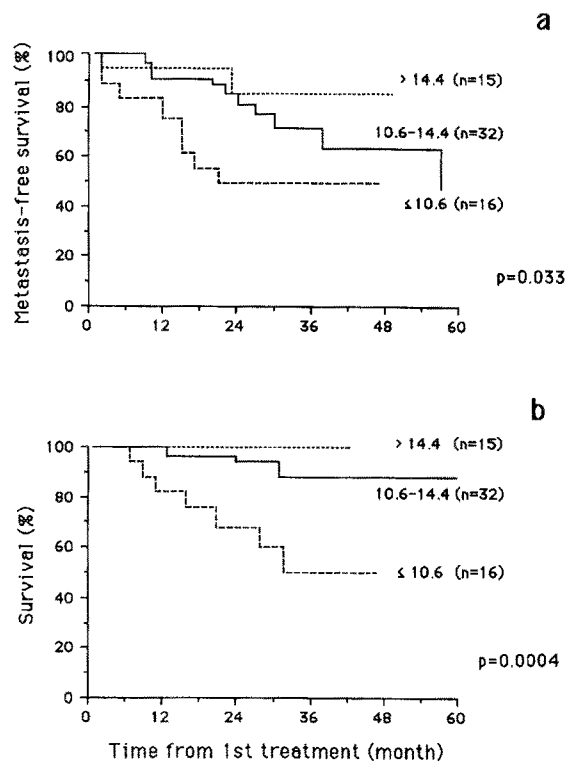 a
Metastasis-free survival (%)
100
80
60
40
20
0
> 14.4 (n=15)
10.6-14.4 (n=32)
≤10.6 (n=16)
p=0.033
0 12 24 36 48 60
b
Survival (%)
100
80
60
40
20
0
> 14.4 (n=15)
10.6-14.4 (n=32)
≤ 10.6 (n=16)
p=0.0004
0 12 24 36 48 60
Time from 1st treatment (month)